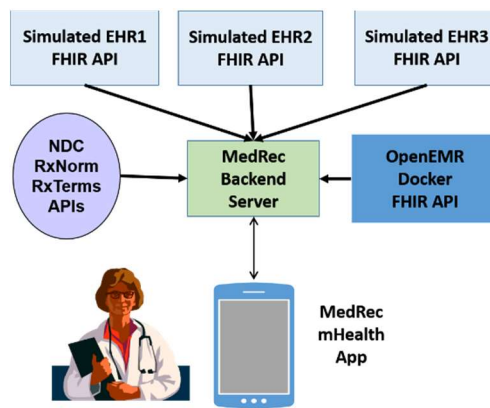 Simulated EHR1
FHIR API
Simulated EHR2
FHIR API
Simulated EHR3
FHIR API
NDC
RxNorm
RxTerms
APIs
MedRec
Backend
Server
OpenEMR
Docker
FHIR API
MedRec
mHealth
App